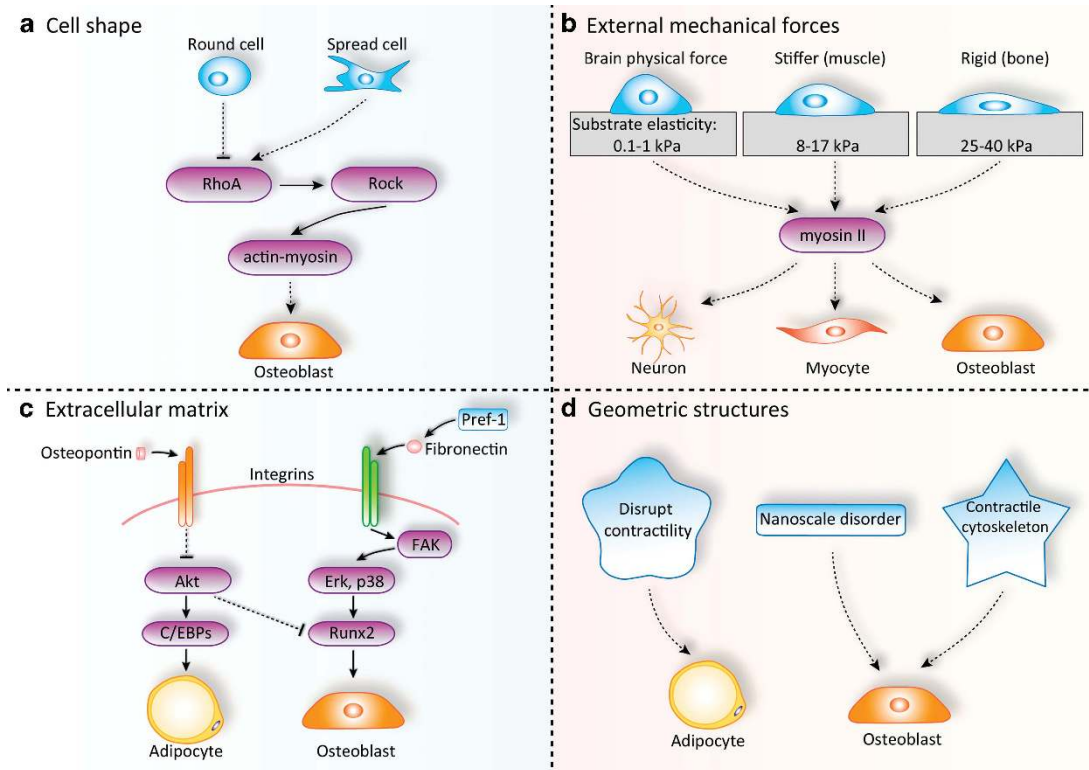 a Cell shape
Round cell
Spread cell
RhoA
Rock
actin-myosin
Osteoblast
b External mechanical forces
Brain physical force
Stiffer (muscle)
Rigid (bone)
Substrate elasticity:
0.1-1 kPa
8-17 kPa
25-40 kPa
myosin II
Neuron
Myocyte
Osteoblast
c Extracellular matrix
Pref-1
Osteopontin
Fibronectin
Integrins
FAK
Akt
Erk, p38
C/EBPs
Runx2
Adipocyte
Osteoblast
d Geometric structures
Disrupt
contractility
Nanoscale disorder
Contractile
cytoskeleton
Adipocyte
Osteoblast